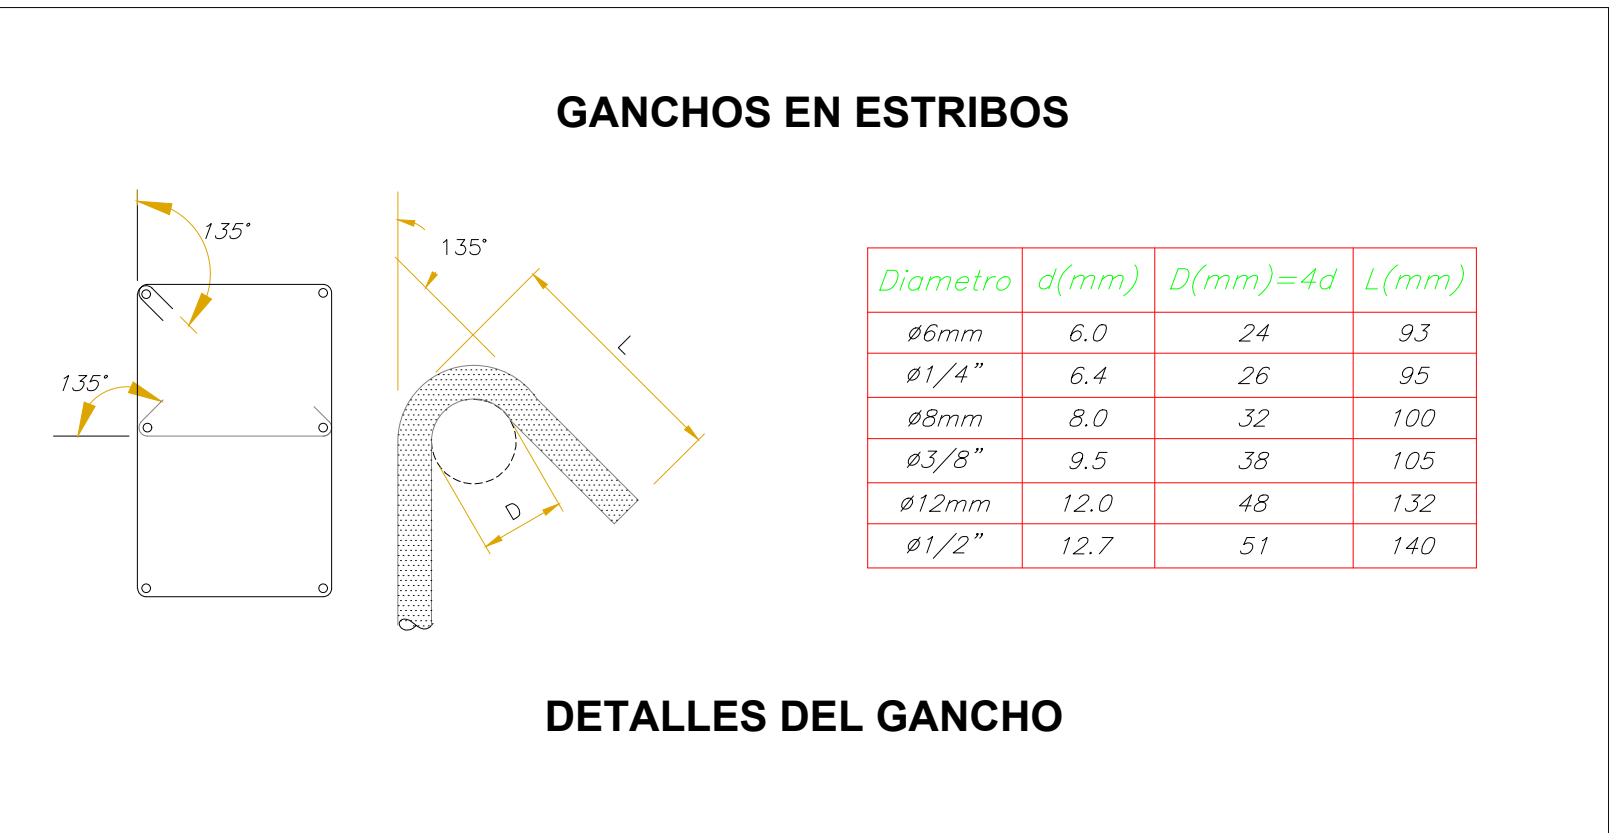 GANCHOS EN ESTRIBOS
135°
135°
135°
L
D
Diametro d(mm) D(mm)=4d L(mm)
ø6mm 6.0 24 93
ø1/4” 6.4 26 95
ø8mm 8.0 32 100
ø3/8” 9.5 38 105
ø12mm 12.0 48 132
ø1/2” 12.7 51 140
DETALLES DEL GANCHO